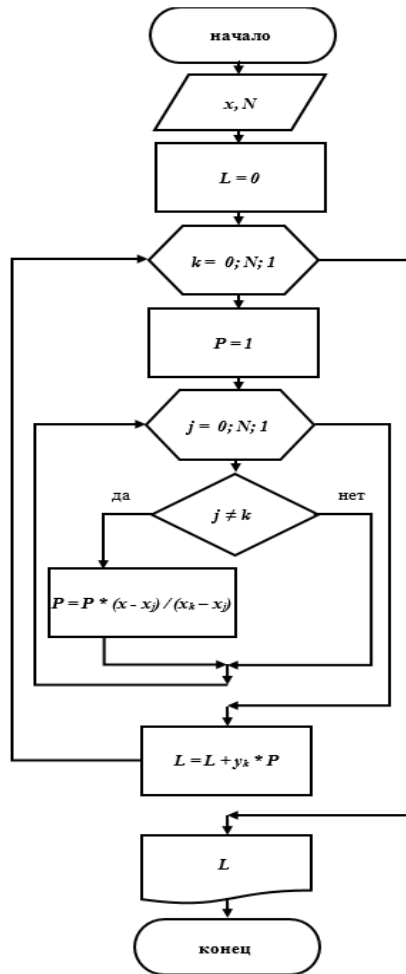 начало
x, N
L = 0
k = 0; N; 1
P = 1
j = 0; N; 1
да
нет
j ≠ k
P = P * (x - xⱼ) / (xₖ – xⱼ)
L = L + yₖ * P
L
конец